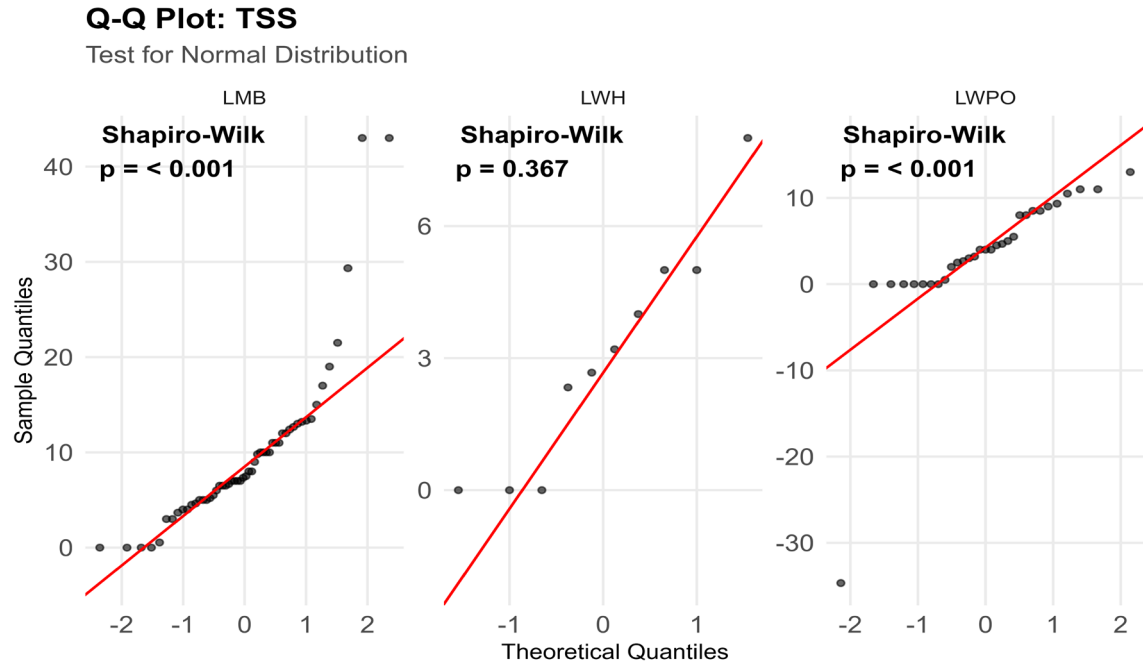 Q-Q Plot: TSS
Test for Normal Distribution
LMB
LWH
LWPO
Shapiro-Wilk
p = < 0.001
Shapiro-Wilk
p = 0.367
Shapiro-Wilk
p = < 0.001
Sample Quantiles
40
30
20
10
0
6
3
0
10
0
-10
-20
-30
-2 -1 0 1 2
-1 0 1
-2 -1 0 1 2
Theoretical Quantiles